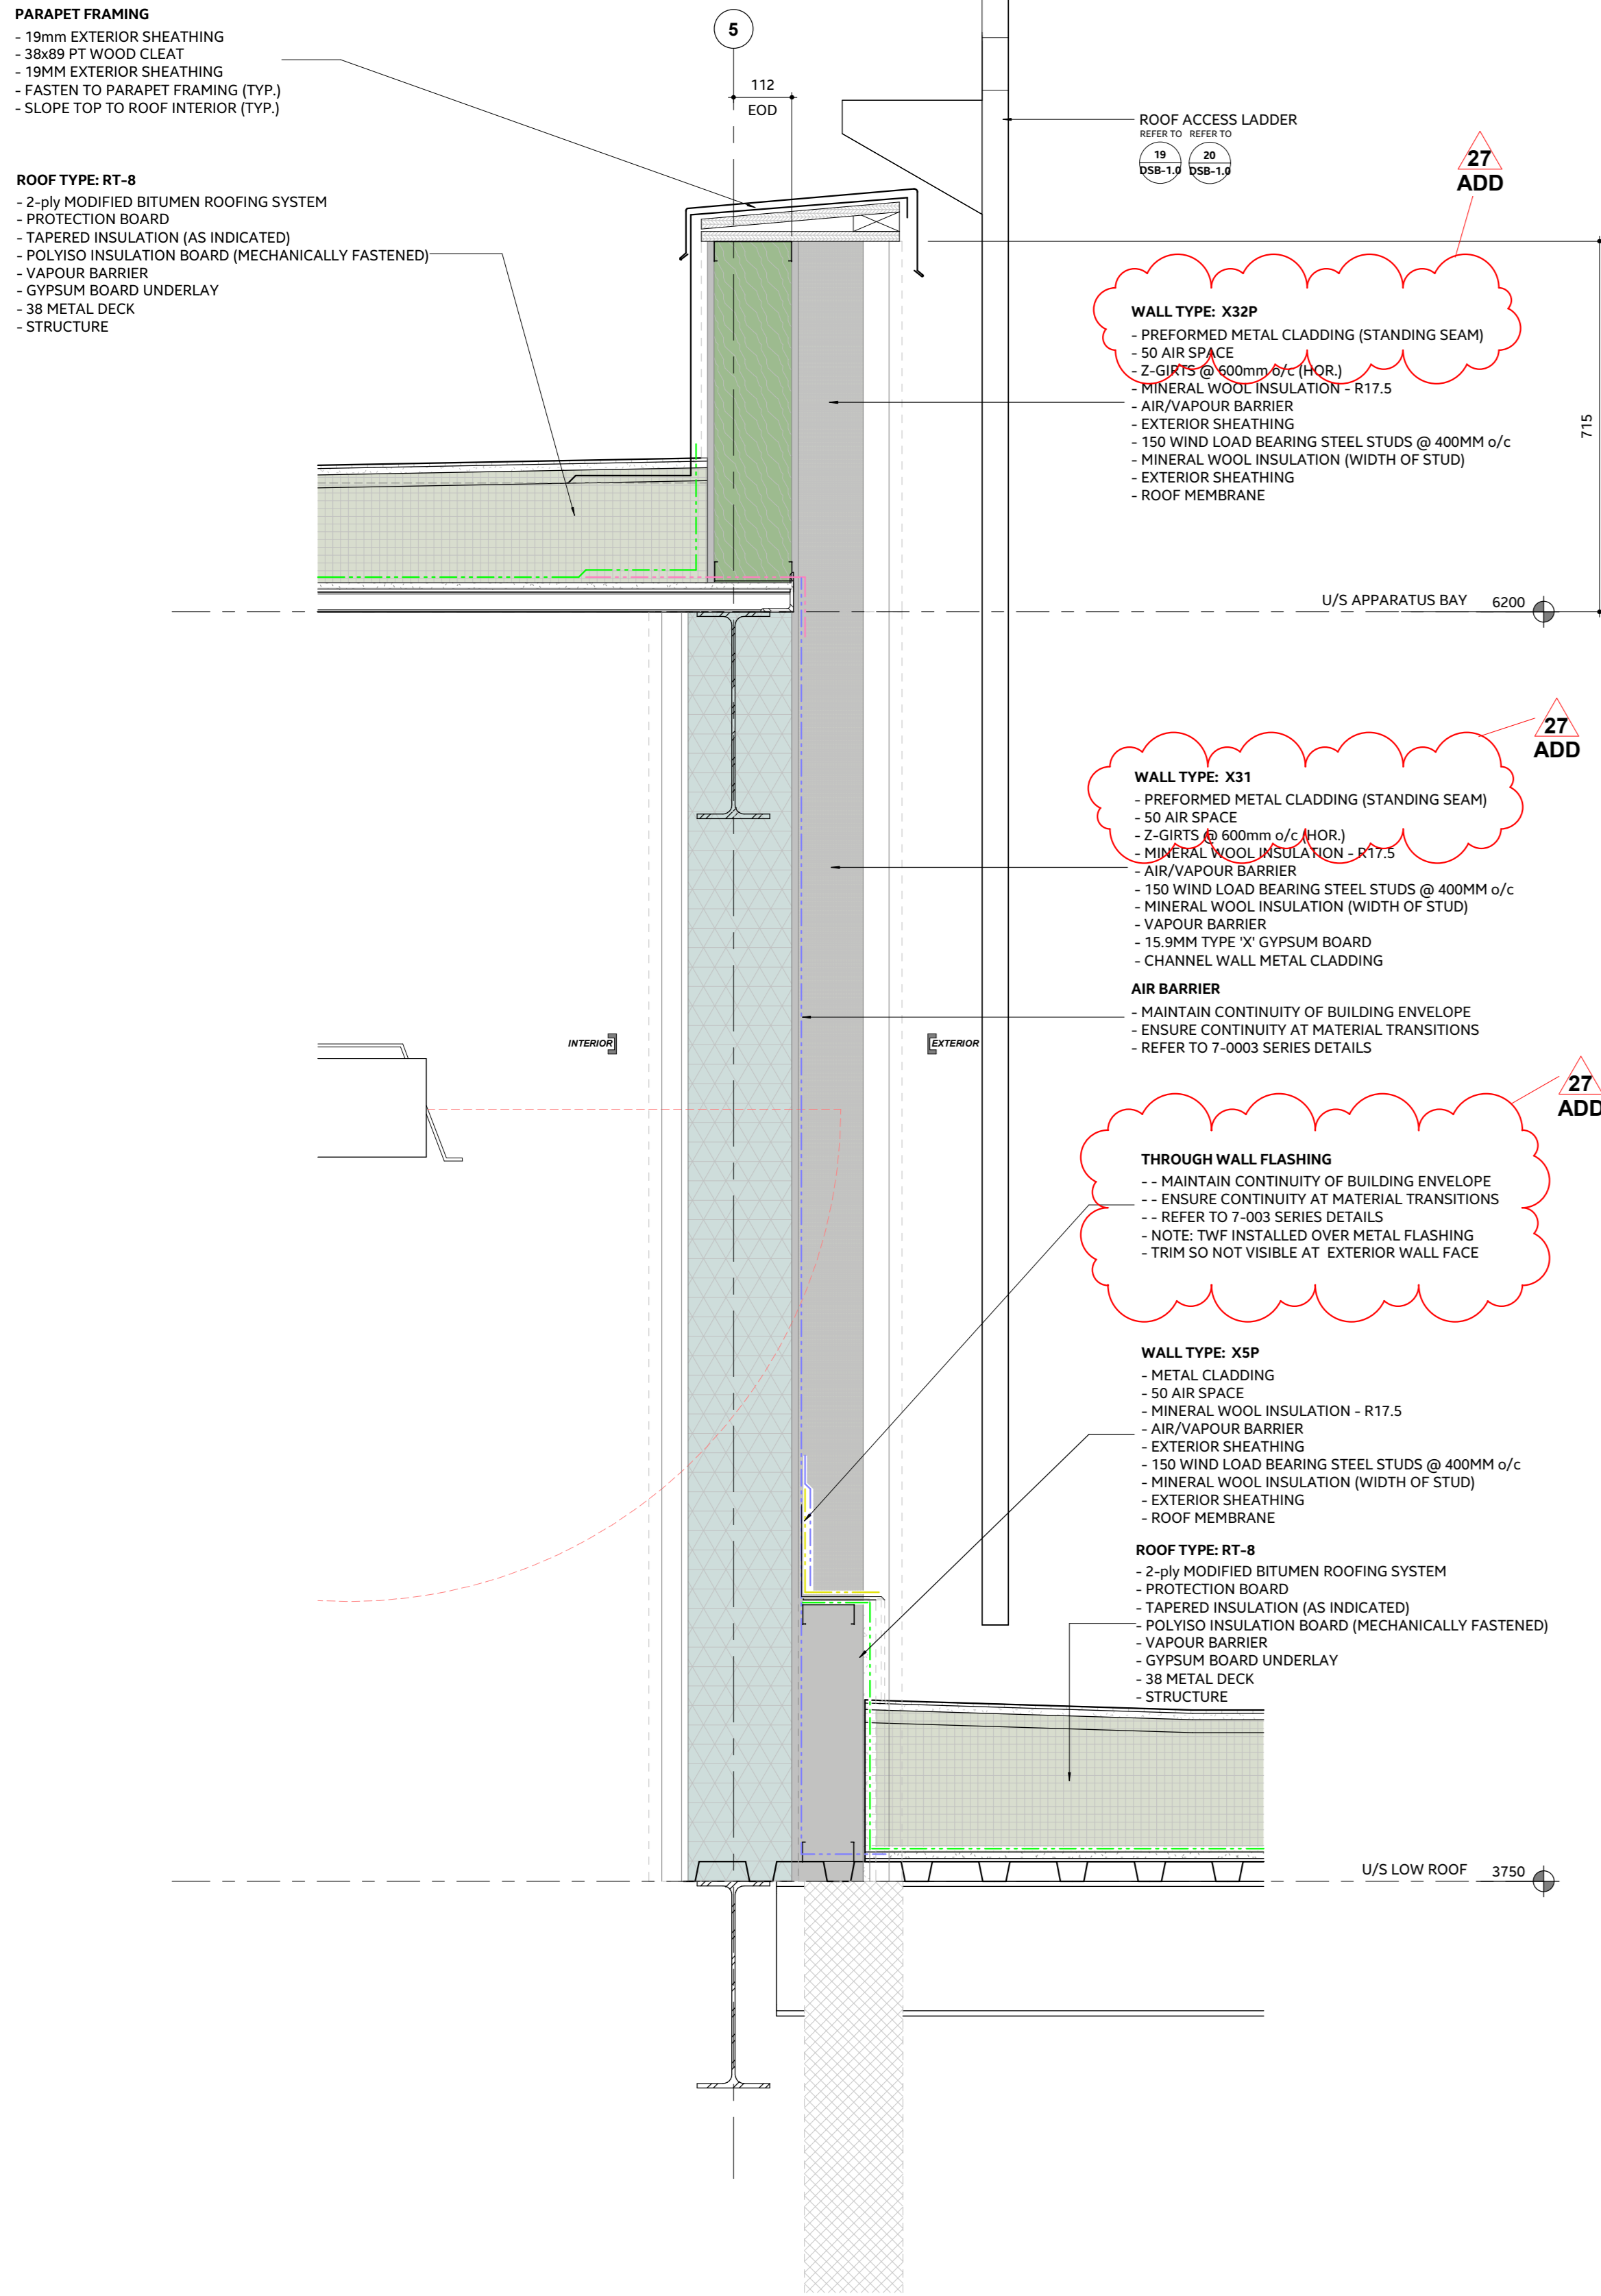 PARAPET FRAMING
- 19mm EXTERIOR SHEATHING
- 38x89 PT WOOD CLEAT
- 19MM EXTERIOR SHEATHING
- FASTEN TO PARAPET FRAMING (TYP.)
- SLOPE TOP TO ROOF INTERIOR (TYP.)
ROOF TYPE: RT-8
- 2-ply MODIFIED BITUMEN ROOFING SYSTEM
- PROTECTION BOARD
- TAPERED INSULATION (AS INDICATED)
- POLYISO INSULATION BOARD (MECHANICALLY FASTENED)
- VAPOUR BARRIER
- GYPSUM BOARD UNDERLAY
- 38 METAL DECK
- STRUCTURE
5
112
EOD
ROOF ACCESS LADDER
REFER TO REFER TO
19 20
DSB-1.0 DSB-1.0
27
ADD
WALL TYPE: X32P
- PREFORMED METAL CLADDING (STANDING SEAM)
- 50 AIR SPACE
- Z-GIRTS @ 600mm o/c (HOR.)
- MINERAL WOOL INSULATION - R17.5
- AIR/VAPOUR BARRIER
- EXTERIOR SHEATHING
- 150 WIND LOAD BEARING STEEL STUDS @ 400MM o/c
- MINERAL WOOL INSULATION (WIDTH OF STUD)
- EXTERIOR SHEATHING
- ROOF MEMBRANE
715
U/S APPARATUS BAY 6200
27
ADD
WALL TYPE: X31
- PREFORMED METAL CLADDING (STANDING SEAM)
- 50 AIR SPACE
- Z-GIRTS @ 600mm o/c (HOR.)
- MINERAL WOOL INSULATION - R17.5
- AIR/VAPOUR BARRIER
- 150 WIND LOAD BEARING STEEL STUDS @ 400MM o/c
- MINERAL WOOL INSULATION (WIDTH OF STUD)
- VAPOUR BARRIER
- 15.9MM TYPE 'X' GYPSUM BOARD
- CHANNEL WALL METAL CLADDING
AIR BARRIER
- MAINTAIN CONTINUITY OF BUILDING ENVELOPE
- ENSURE CONTINUITY AT MATERIAL TRANSITIONS
- REFER TO 7-0003 SERIES DETAILS
INTERIOR
EXTERIOR
27
ADD
THROUGH WALL FLASHING
- - MAINTAIN CONTINUITY OF BUILDING ENVELOPE
- - ENSURE CONTINUITY AT MATERIAL TRANSITIONS
- - REFER TO 7-003 SERIES DETAILS
- NOTE: TWF INSTALLED OVER METAL FLASHING
- TRIM SO NOT VISIBLE AT EXTERIOR WALL FACE
WALL TYPE: X5P
- METAL CLADDING
- 50 AIR SPACE
- MINERAL WOOL INSULATION - R17.5
- AIR/VAPOUR BARRIER
- EXTERIOR SHEATHING
- 150 WIND LOAD BEARING STEEL STUDS @ 400MM o/c
- MINERAL WOOL INSULATION (WIDTH OF STUD)
- EXTERIOR SHEATHING
- ROOF MEMBRANE
ROOF TYPE: RT-8
- 2-ply MODIFIED BITUMEN ROOFING SYSTEM
- PROTECTION BOARD
- TAPERED INSULATION (AS INDICATED)
- POLYISO INSULATION BOARD (MECHANICALLY FASTENED)
- VAPOUR BARRIER
- GYPSUM BOARD UNDERLAY
- 38 METAL DECK
- STRUCTURE
U/S LOW ROOF 3750